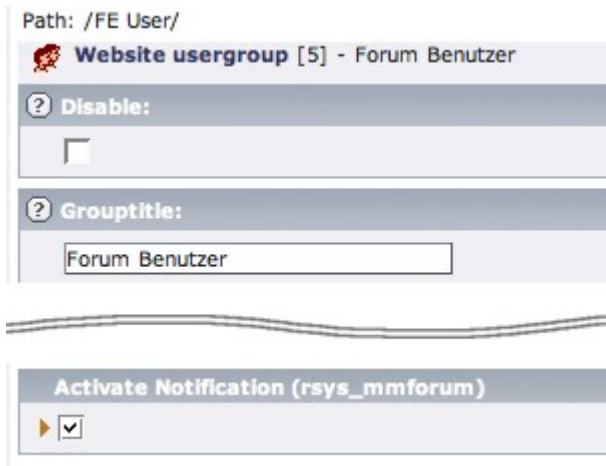 Path: /FE User/
Website usergroup [5] - Forum Benutzer
? Disable:
? Grouptitle:
Forum Benutzer
Activate Notification (rsys_mmforum)